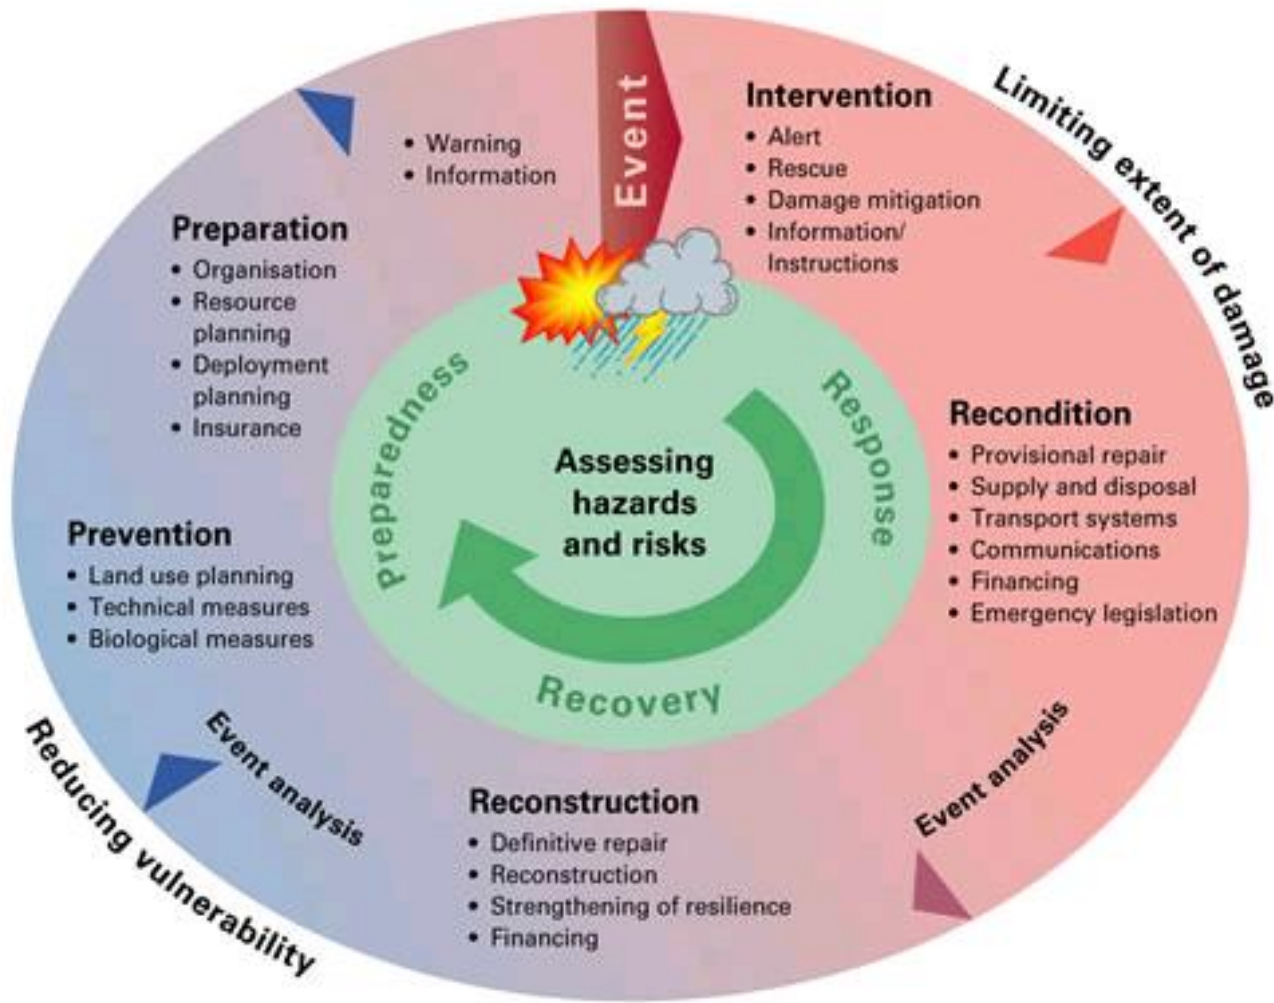 Event
Intervention
• Alert
• Rescue
• Damage mitigation
• Information/
Instructions
Limiting extent of damage
Recondition
• Provisional repair
• Supply and disposal
• Transport systems
• Communications
• Financing
• Emergency legislation
Event analysis
Reconstruction
• Definitive repair
• Reconstruction
• Strengthening of resilience
• Financing
Event analysis
Reducing vulnerability
Prevention
• Land use planning
• Technical measures
• Biological measures
Preparation
• Organisation
• Resource
planning
• Deployment
planning
• Insurance
• Warning
• Information
Response
Recovery
Preparedness
Assessing
hazards
and risks